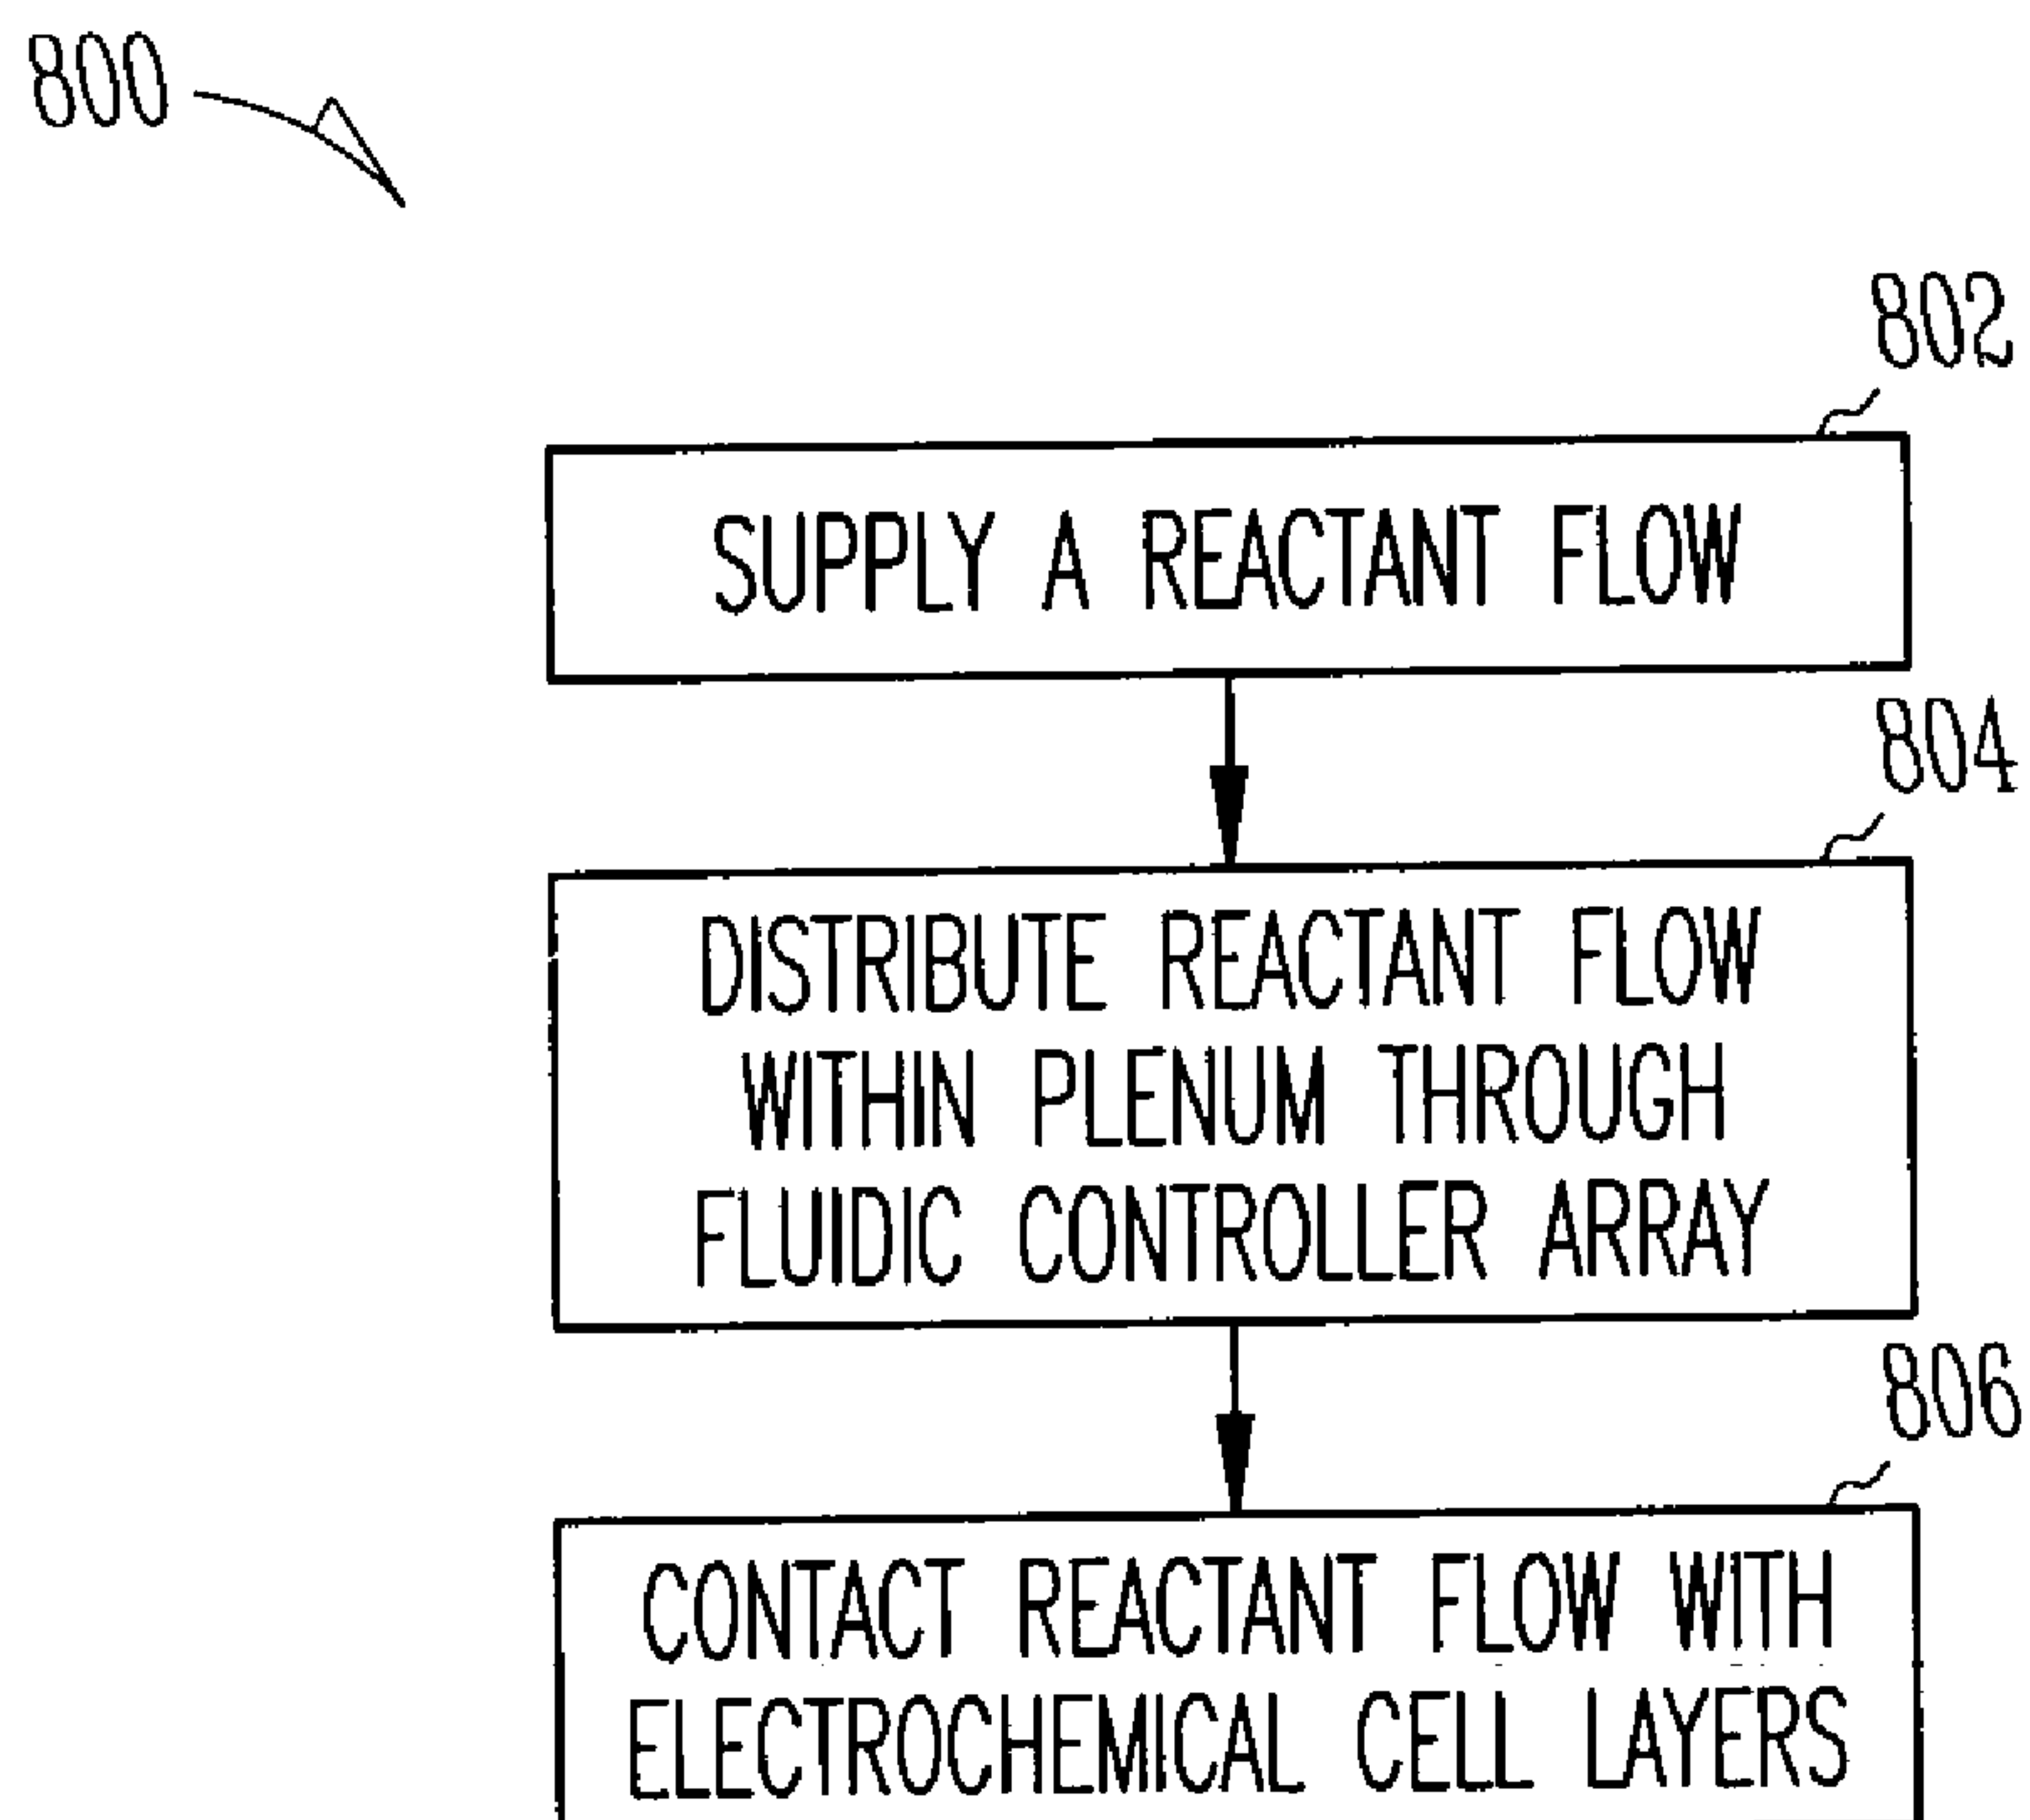 800
802
SUPPLY A REACTANT FLOW
804
DISTRIBUTE REACTANT FLOW
WITHIN PLENUM THROUGH
FLUIDIC CONTROLLER ARRAY
806
CONTACT REACTANT FLOW WITH
ELECTROCHEMICAL CELL LAYERS